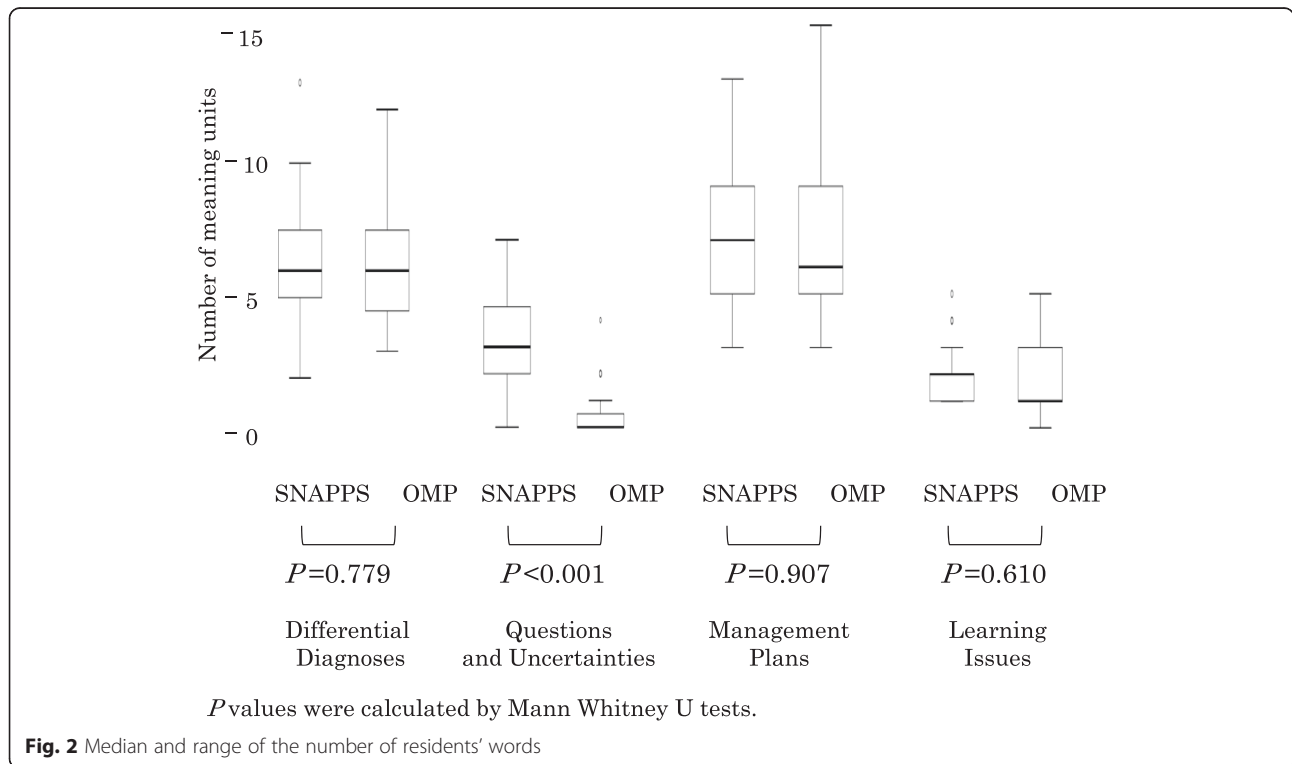 15
10
5
0
Number of meaning units
SNAPPS OMP SNAPPS OMP SNAPPS OMP SNAPPS OMP
P=0.779 P<0.001 P=0.907 P=0.610
Differential Questions Management Learning
Diagnoses and Uncertainties Plans Issues
P values were calculated by Mann Whitney U tests.
Fig. 2 Median and range of the number of residents' words